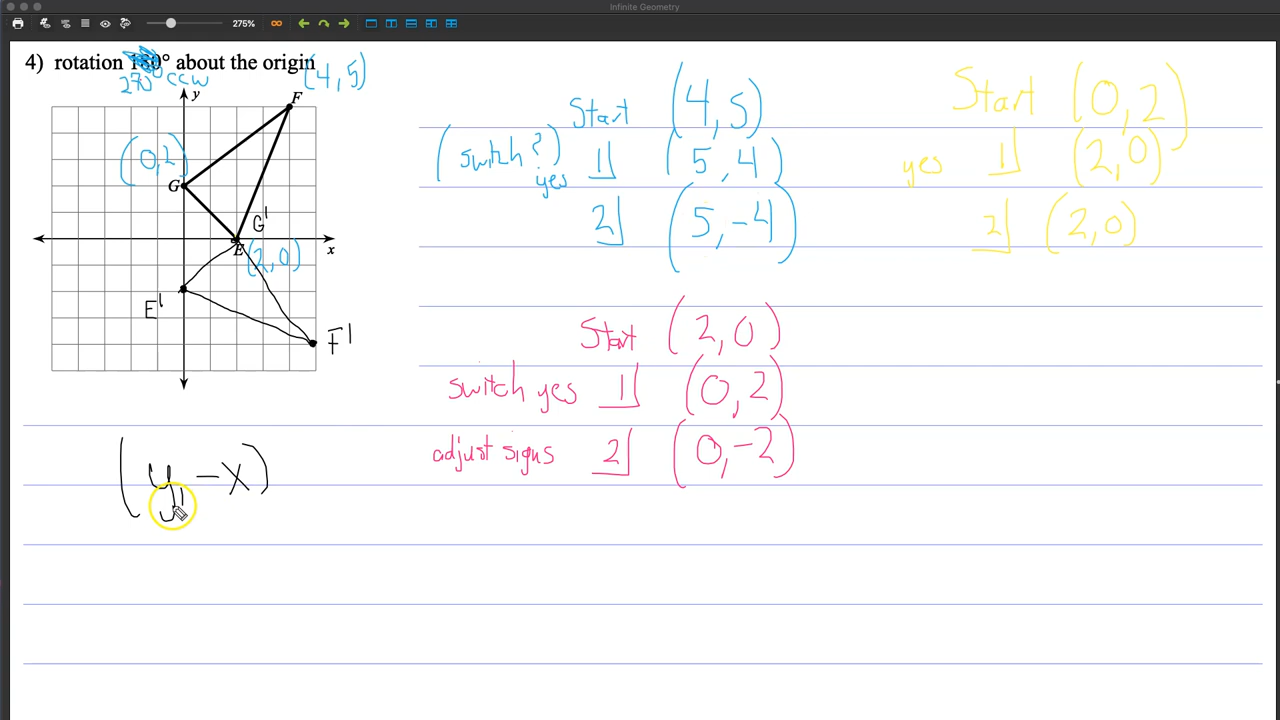 Infinite Geometry
275%
4) rotation 180° about the origin
270° ccw
(4,5)
y
F
(0,2)
G
G'
E
x
(2,0)
E'
F'
(y, -x)
Start (4,5)
(switch?) yes 1 (5,4)
2 (5,-4)
Start (0,2)
yes 1 (2,0)
2 (2,0)
Start (2,0)
switch yes 1 (0,2)
adjust signs 2 (0,-2)